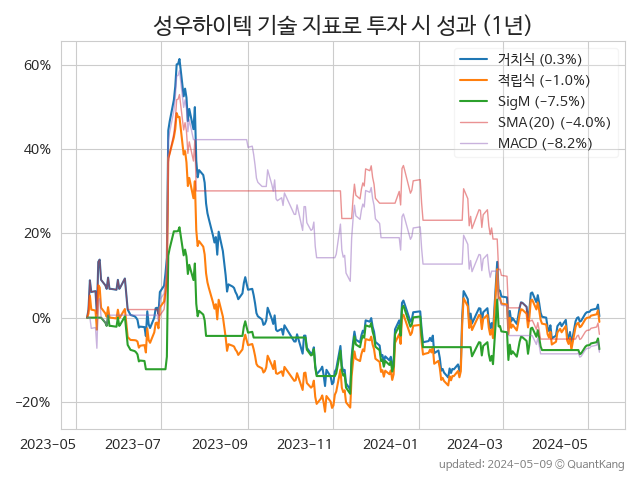 성우하이텍 기술 지표로 투자 시 성과 (1년)
거치식 (0.3%)
적립식 (−1.0%)
SigM (−7.5%)
SMA(20) (−4.0%)
MACD (−8.2%)
60%
40%
20%
0%
−20%
2023-05
2023-07
2023-09
2023-11
2024-01
2024-03
2024-05
updated: 2024-05-09 © QuantKang